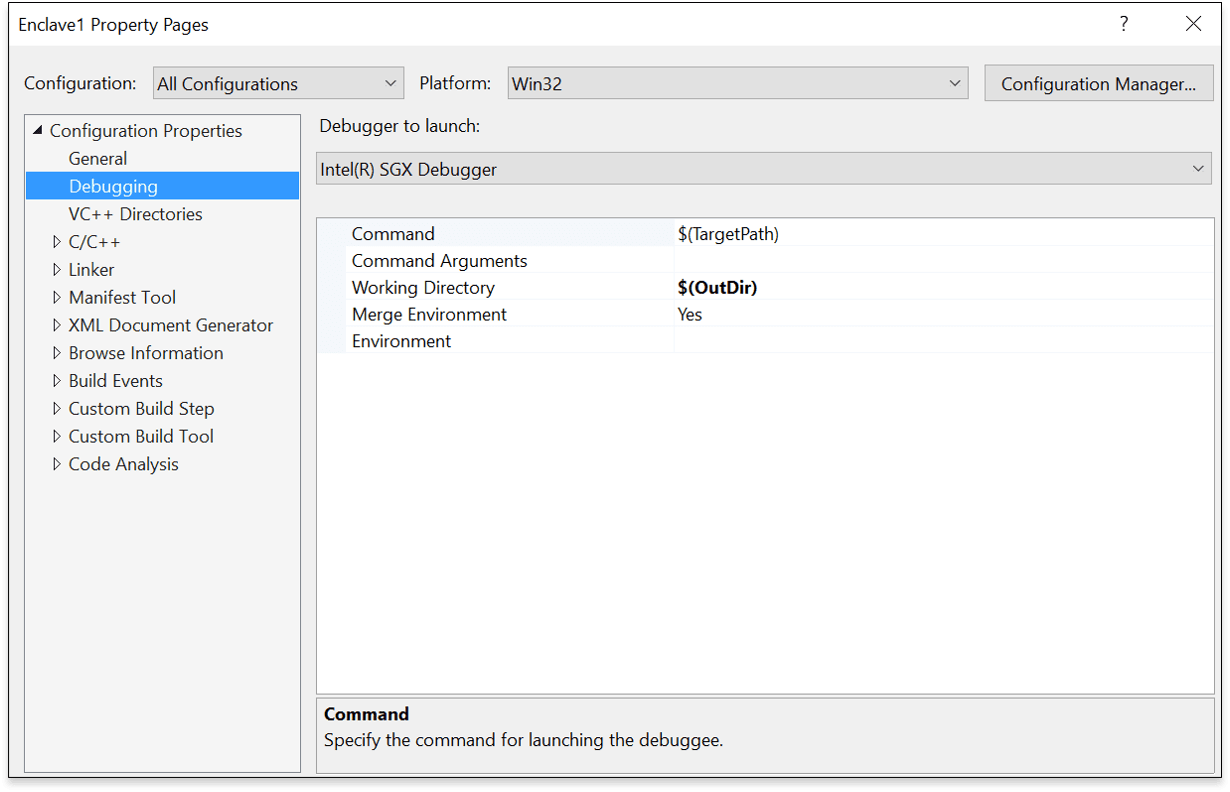 Enclave1 Property Pages
?
Configuration: All Configurations Platform: Win32 Configuration Manager...
Configuration Properties
General
Debugging
VC++ Directories
C/C++
Linker
Manifest Tool
XML Document Generator
Browse Information
Build Events
Custom Build Step
Custom Build Tool
Code Analysis
Debugger to launch:
Intel(R) SGX Debugger
Command $(TargetPath)
Command Arguments
Working Directory $(OutDir)
Merge Environment Yes
Environment
Command
Specify the command for launching the debuggee.